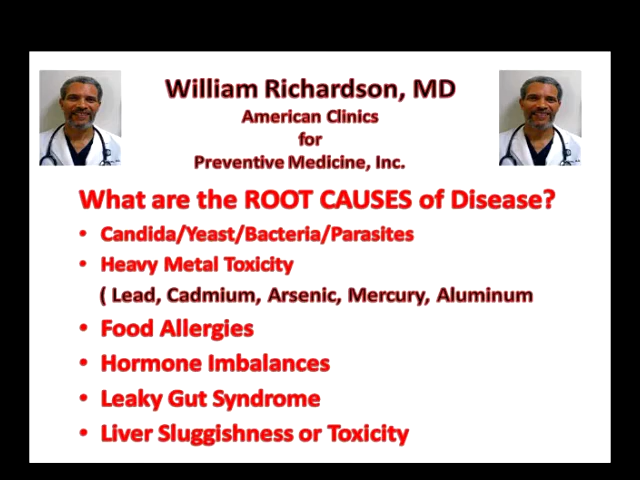 William Richardson, MD
American Clinics
for
Preventive Medicine, Inc.
What are the ROOT CAUSES of Disease?
• Candida/Yeast/Bacteria/Parasites
• Heavy Metal Toxicity
( Lead, Cadmium, Arsenic, Mercury, Aluminum
• Food Allergies
• Hormone Imbalances
• Leaky Gut Syndrome
• Liver Sluggishness or Toxicity